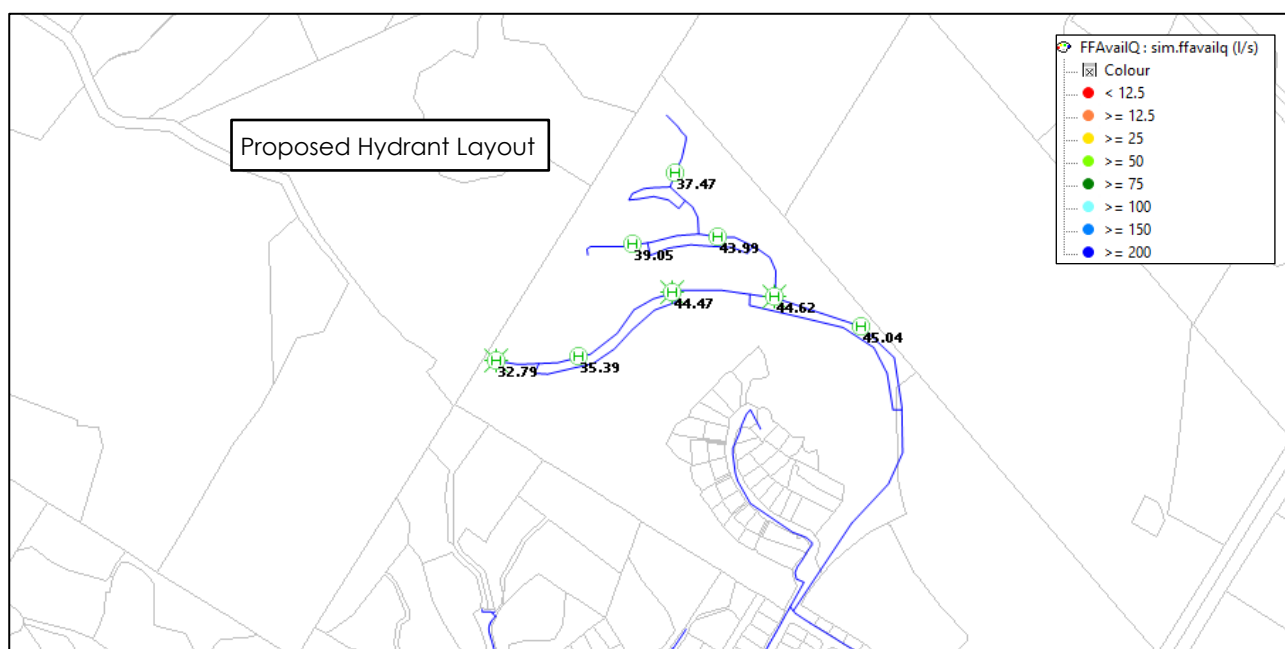 FFAvailQ : sim.ffavailq (l/s)
Colour
< 12.5
>= 12.5
>= 25
>= 50
>= 75
>= 100
>= 150
>= 200
Proposed Hydrant Layout
H
37.47
H
39.05
H
43.99
H
44.47
H
44.62
H
45.04
H
32.79
H
35.39